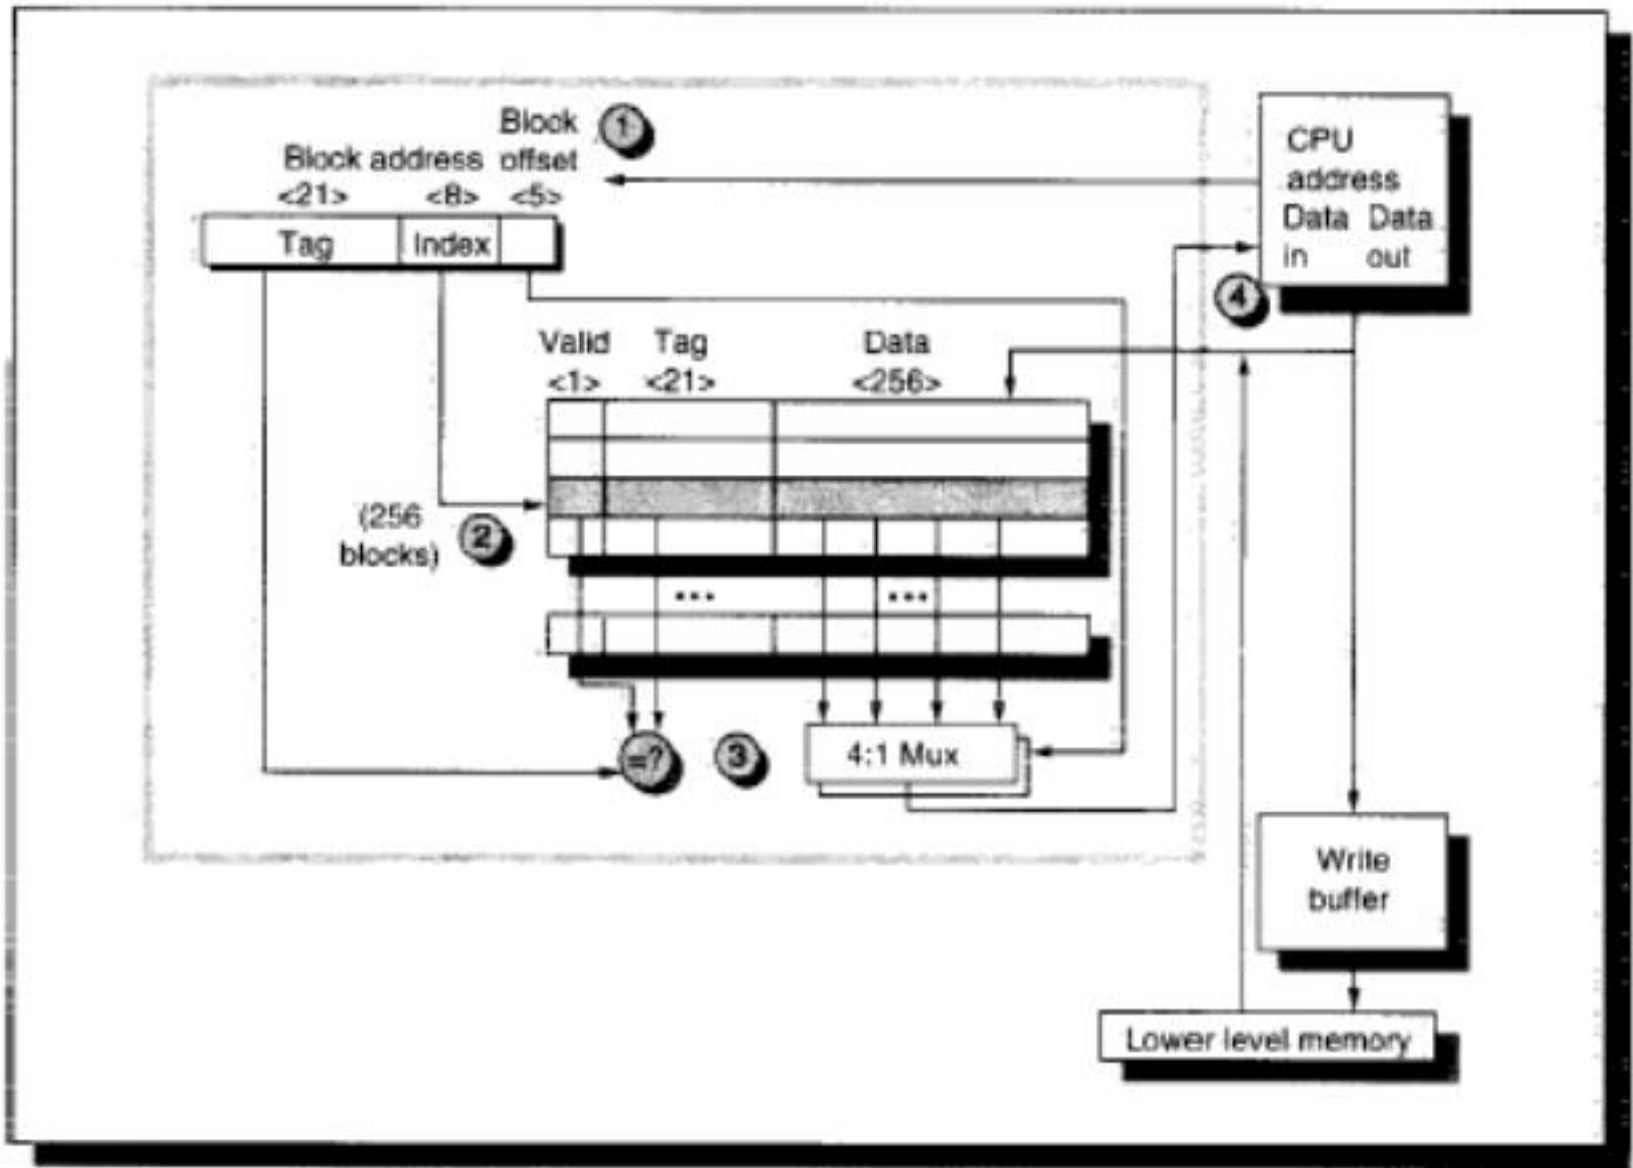 Block
1
Block address offset
<21> <8> <5>
Tag Index
CPU
address
Data Data
in out
4
Valid Tag Data
<1> <21> <256>
(256
blocks)
2
... ...
=?
3
4:1 Mux
Write
buffer
Lower level memory